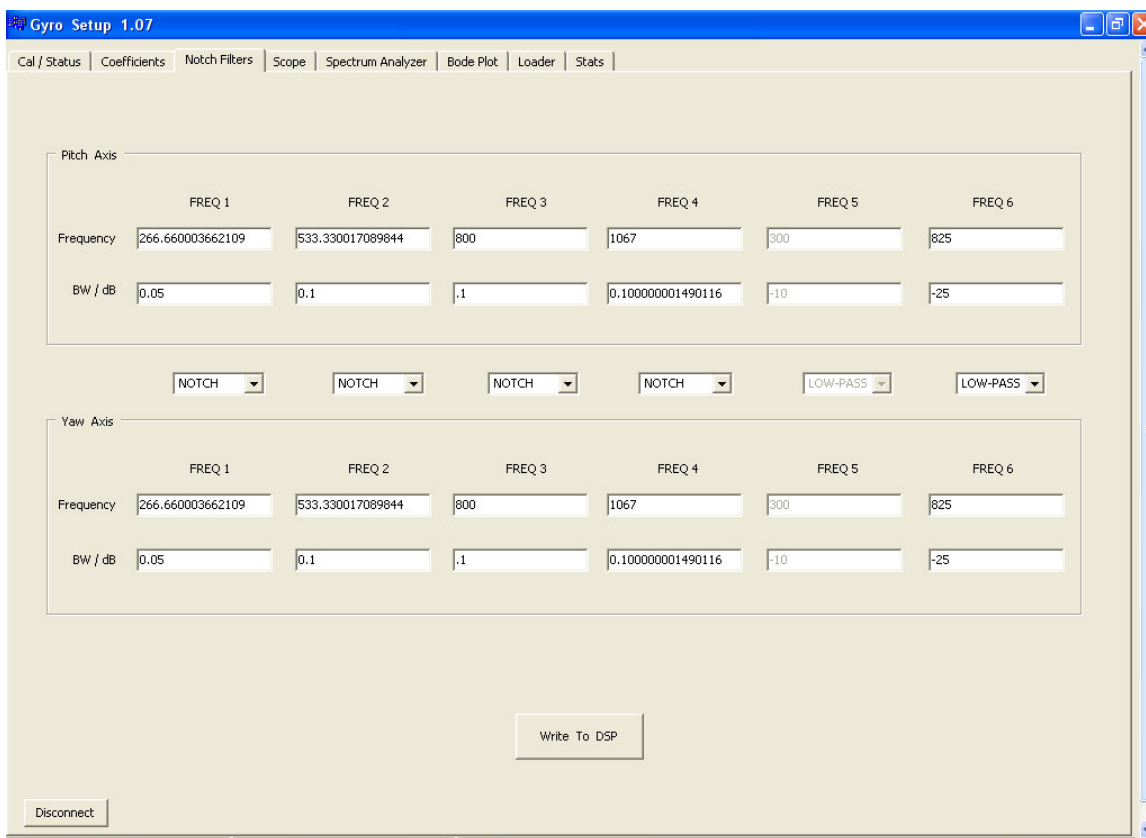 Gyro Setup 1.07
Cal / Status Coefficients Notch Filters Scope Spectrum Analyzer Bode Plot Loader Stats
Pitch Axis
FREQ 1 FREQ 2 FREQ 3 FREQ 4 FREQ 5 FREQ 6
Frequency 266.660003662109 533.330017089844 800 1067 300 825
BW / dB 0.05 0.1 .1 0.100000001490116 -10 -25
NOTCH NOTCH NOTCH NOTCH LOW-PASS LOW-PASS
Yaw Axis
FREQ 1 FREQ 2 FREQ 3 FREQ 4 FREQ 5 FREQ 6
Frequency 266.660003662109 533.330017089844 800 1067 300 825
BW / dB 0.05 0.1 .1 0.100000001490116 -10 -25
Write To DSP
Disconnect